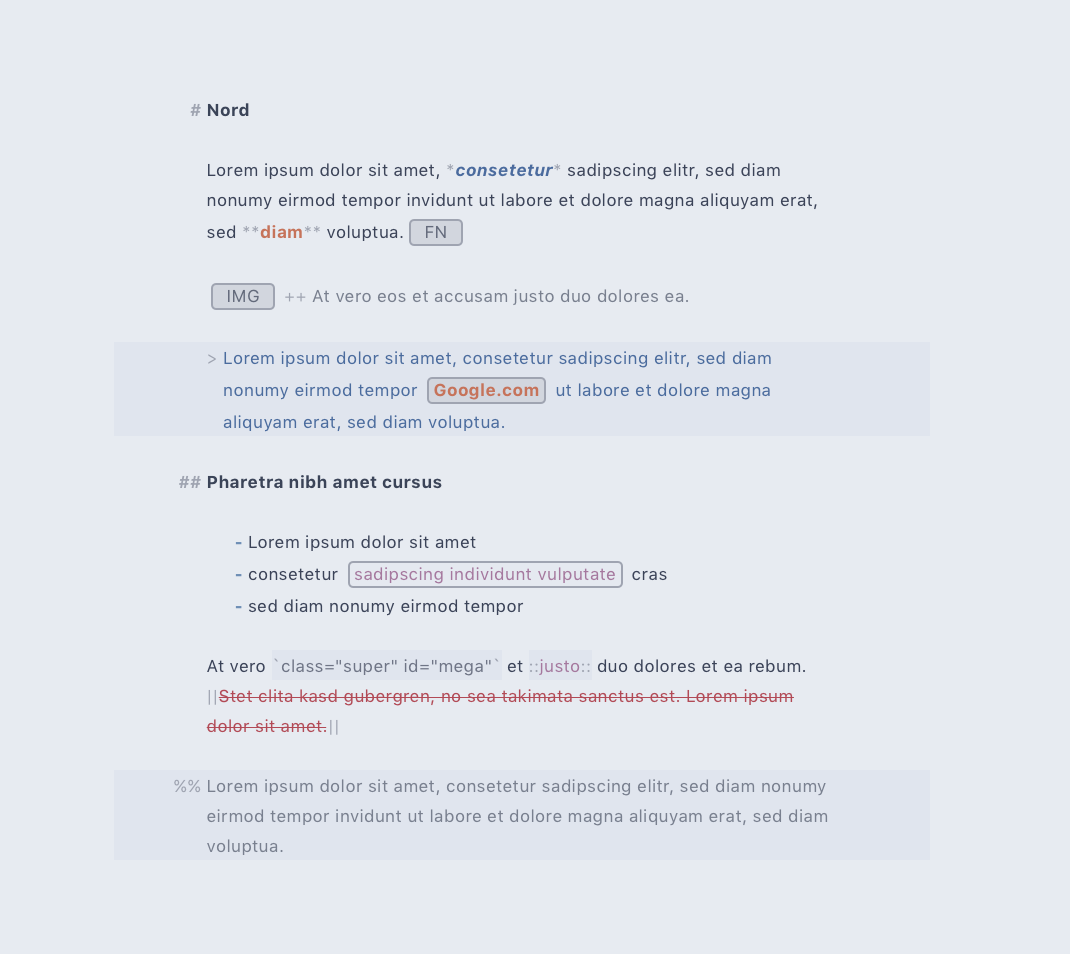 # Nord
Lorem ipsum dolor sit amet, *consetetur* sadipscing elitr, sed diam
nonumy eirmod tempor invidunt ut labore et dolore magna aliquyam erat,
sed **diam** voluptua. FN
IMG ++ At vero eos et accusam justo duo dolores ea.
> Lorem ipsum dolor sit amet, consetetur sadipscing elitr, sed diam
nonumy eirmod tempor Google.com ut labore et dolore magna
aliquyam erat, sed diam voluptua.
## Pharetra nibh amet cursus
- Lorem ipsum dolor sit amet
- consetetur sadipscing individunt vulputate cras
- sed diam nonumy eirmod tempor
At vero `class="super" id="mega"` et ::justo:: duo dolores et ea rebum.
||Stet clita kasd gubergren, no sea takimata sanctus est. Lorem ipsum
dolor sit amet.||
%% Lorem ipsum dolor sit amet, consetetur sadipscing elitr, sed diam nonumy
eirmod tempor invidunt ut labore et dolore magna aliquyam erat, sed diam
voluptua.